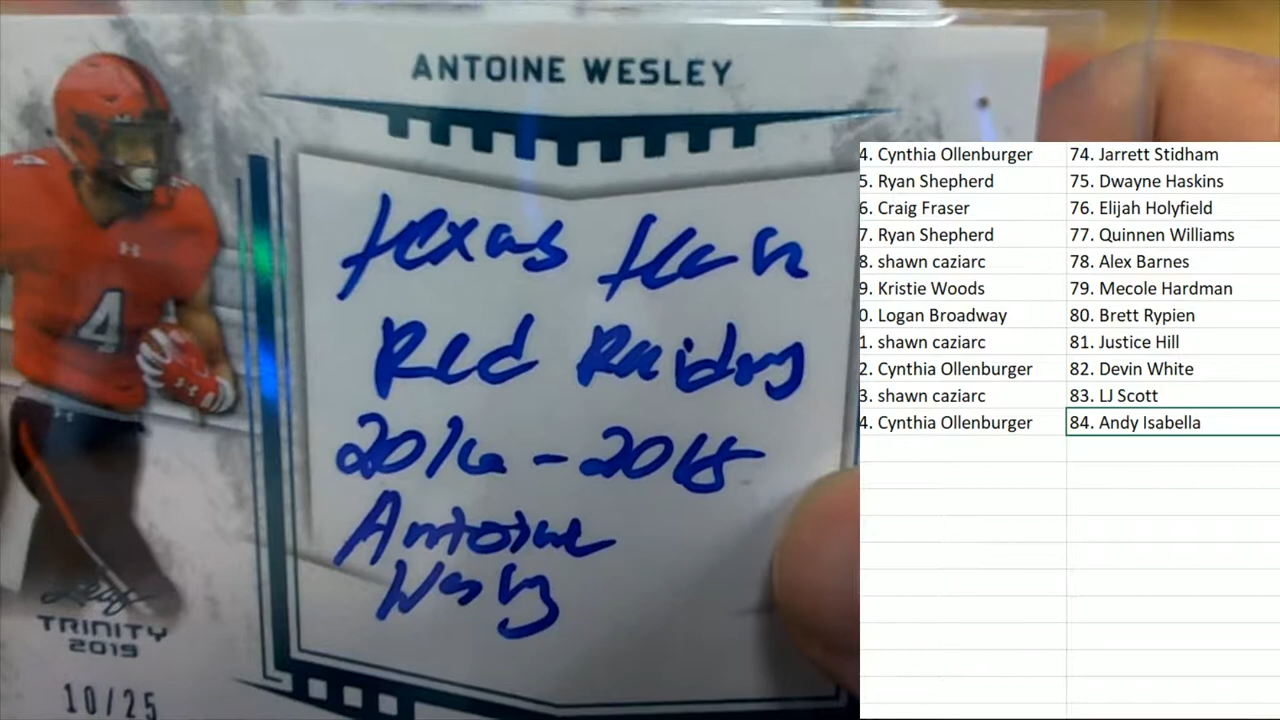 ANTOINE WESLEY
4
4
Texas Tech
Red Raiders
2016-2018
Antoine
Wesley
Leaf
TRINITY
2019
10/25
4. Cynthia Ollenburger 74. Jarrett Stidham
5. Ryan Shepherd 75. Dwayne Haskins
6. Craig Fraser 76. Elijah Holyfield
7. Ryan Shepherd 77. Quinnen Williams
8. shawn caziarc 78. Alex Barnes
9. Kristie Woods 79. Mecole Hardman
0. Logan Broadway 80. Brett Rypien
1. shawn caziarc 81. Justice Hill
2. Cynthia Ollenburger 82. Devin White
3. shawn caziarc 83. LJ Scott
4. Cynthia Ollenburger 84. Andy Isabella